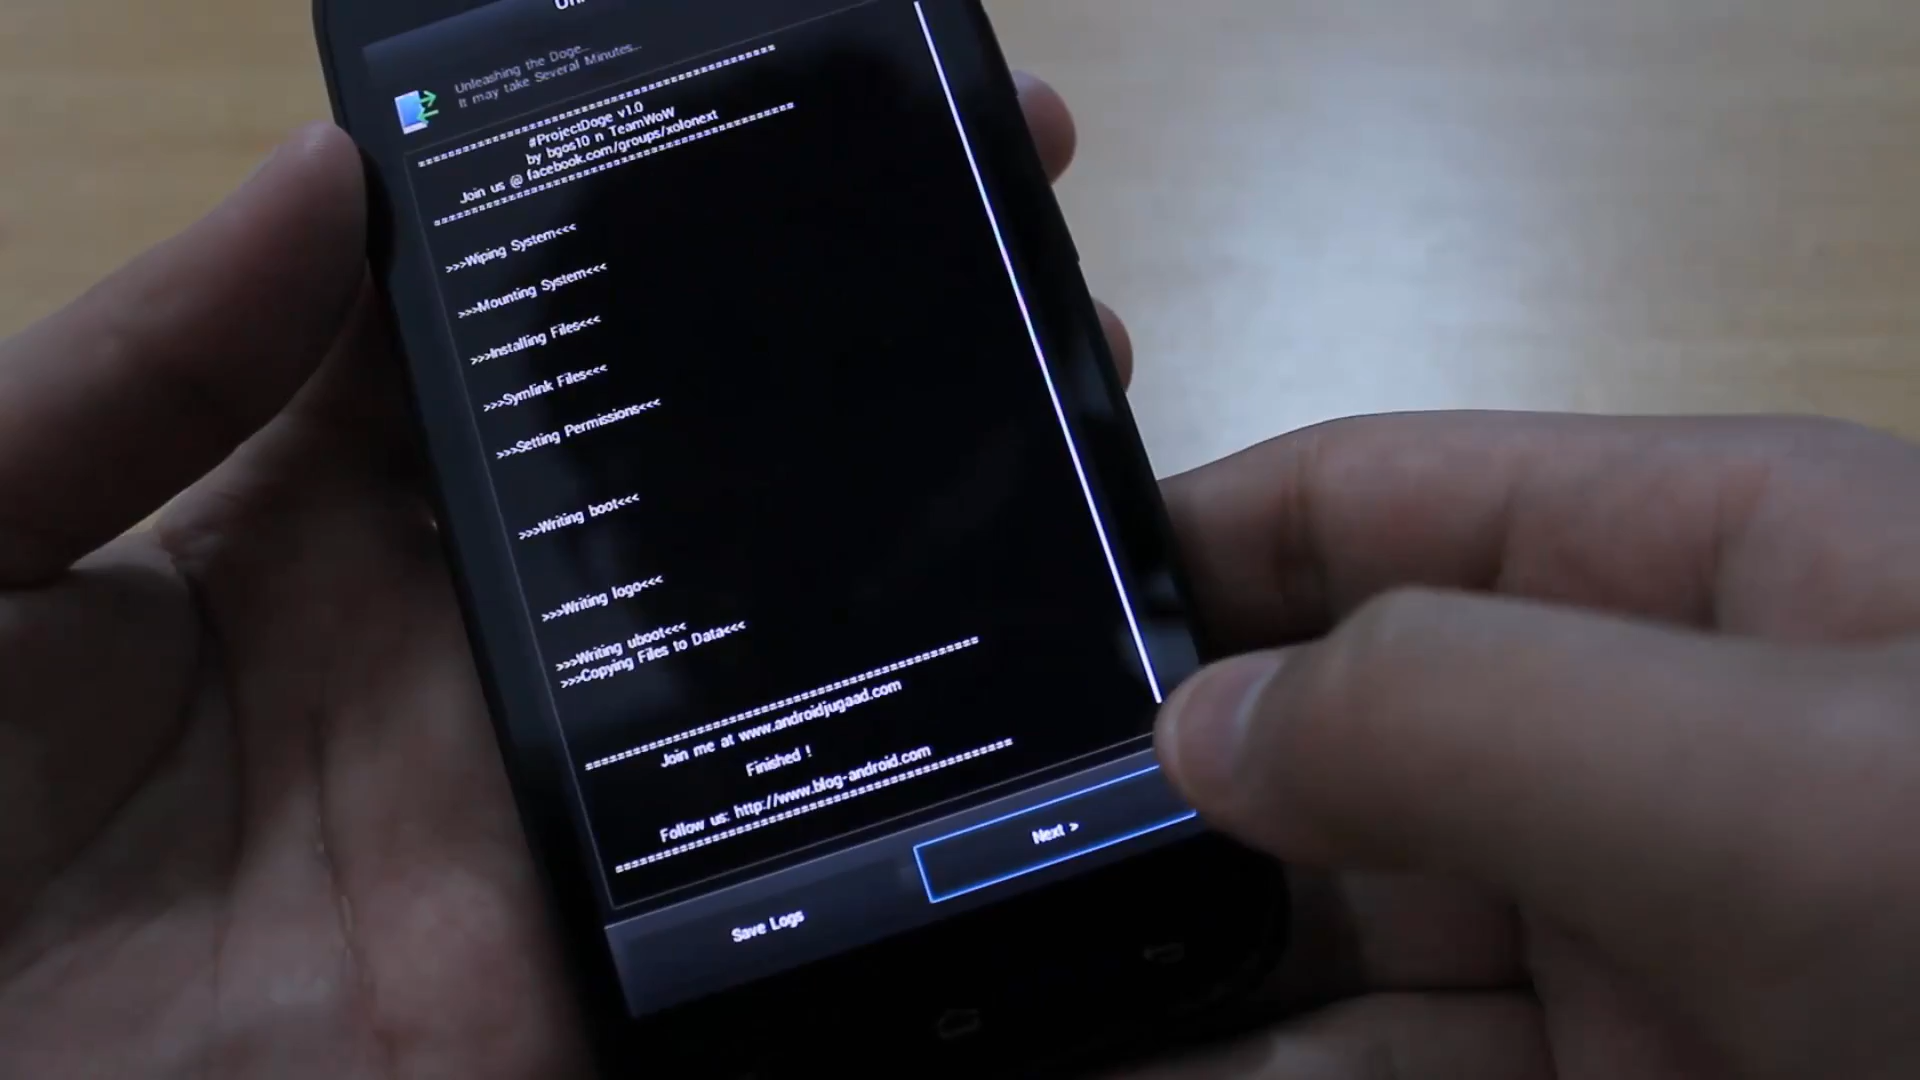 Unleashing the Doge...
It may take Several Minutes...
================================================
#ProjectDoge v1.0
by bgos10 n TeamWoW
Join us @ facebook.com/groups/xolonext
================================================
>>>Wiping System<<<
>>>Mounting System<<<
>>>Installing Files<<<
>>>Symlink Files<<<
>>>Setting Permissions<<<
>>>Writing boot<<<
>>>Writing logo<<<
>>>Writing uboot<<<
>>>Copying Files to Data<<<
================================================
Join me at www.androidjugaad.com
Finished !
Follow us: http://www.blog-android.com
================================================
Next >
Save Logs